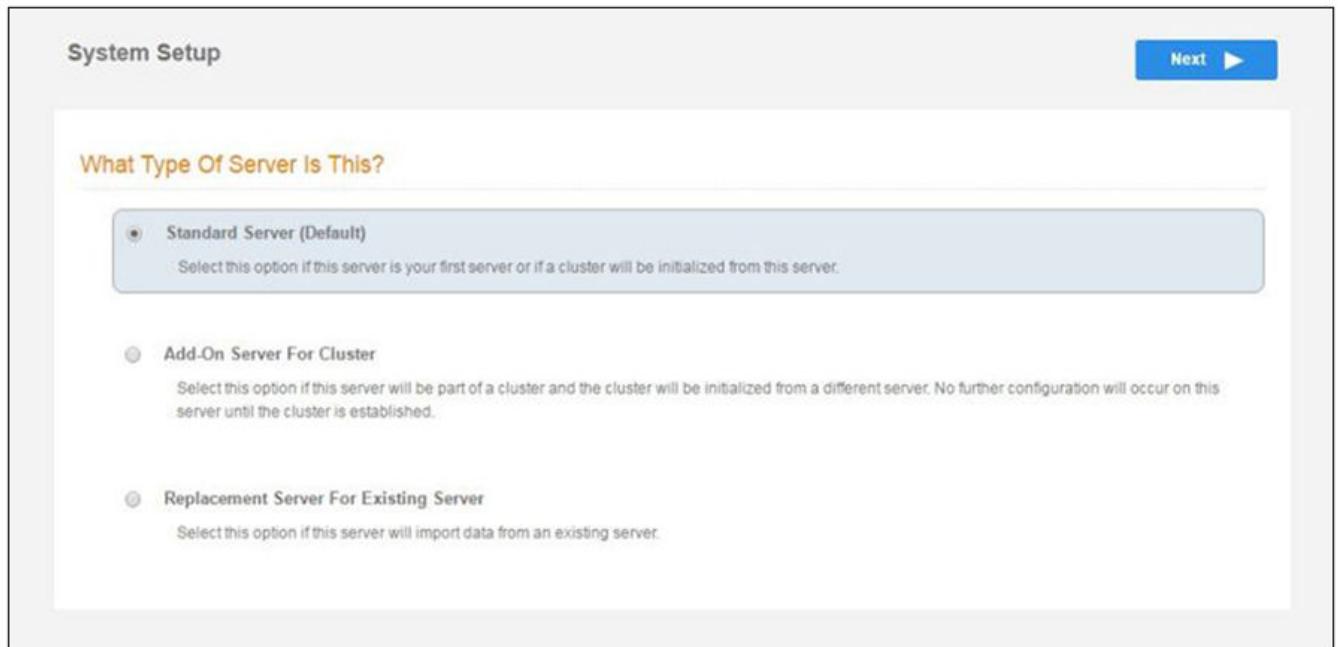 System Setup
Next
What Type Of Server Is This?
Standard Server (Default)
Select this option if this server is your first server or if a cluster will be initialized from this server.
Add-On Server For Cluster
Select this option if this server will be part of a cluster and the cluster will be initialized from a different server. No further configuration will occur on this
server until the cluster is established.
Replacement Server For Existing Server
Select this option if this server will import data from an existing server.